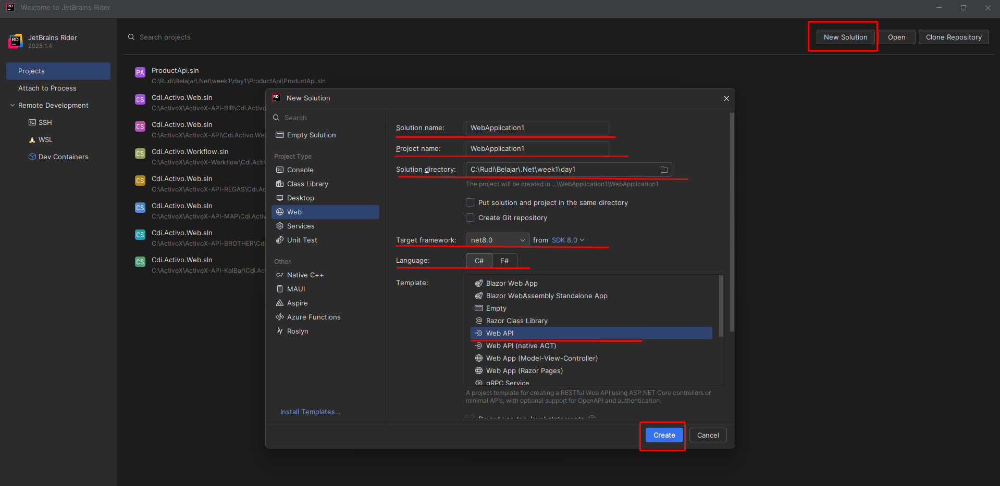 Welcome to JetBrains Rider
JetBrains Rider
2025.1.4
Projects
Attach to Process
Remote Development
SSH
WSL
Dev Containers
Search projects
New Solution
Open
Clone Repository
PA
ProductApi.sln
C:\Rudi\Belajar\.Net\week1\day1\ProductApi\ProductApi.sln
CS
Cdi.Activo.Web.sln
C:\ActivoX\ActivoX-API-BIB\Cdi.Activo
CS
Cdi.Activo.Web.sln
C:\ActivoX\ActivoX-API\Cdi.Activo.We
CS
Cdi.Activo.Workflow.sln
C:\ActivoX\ActivoX-Workflow\Cdi.Acti
CS
Cdi.Activo.Web.sln
C:\ActivoX\ActivoX-API-REGAS\Cdi.Ac
CS
Cdi.Activo.Web.sln
C:\ActivoX\ActivoX-API-MAP\Cdi.Activ
CS
Cdi.Activo.Web.sln
C:\ActivoX\ActivoX-API-BROTHER\Cdi
CS
Cdi.Activo.Web.sln
C:\ActivoX\ActivoX-API-KalBar\Cdi.Act
New Solution
Search
Empty Solution
Project Type
Console
Class Library
Desktop
Web
Services
Unit Test
Other
Native C++
MAUI
Aspire
Azure Functions
Roslyn
Install Templates...
Solution name: WebApplication1
Project name: WebApplication1
Solution directory: C:\Rudi\Belajar\.Net\week1\day1
The project will be created in ...\WebApplication1\WebApplication1
Put solution and project in the same directory
Create Git repository
Target framework: net8.0 from SDK 8.0
Language: C# F#
Template:
Blazor Web App
Blazor WebAssembly Standalone App
Empty
Razor Class Library
Web API
Web API (native AOT)
Web App (Model-View-Controller)
Web App (Razor Pages)
gRPC Service
A project template for creating a RESTful Web API using ASP.NET Core controllers or
minimal APIs, with optional support for OpenAPI and authentication.
Do not use top-level statements
Create
Cancel